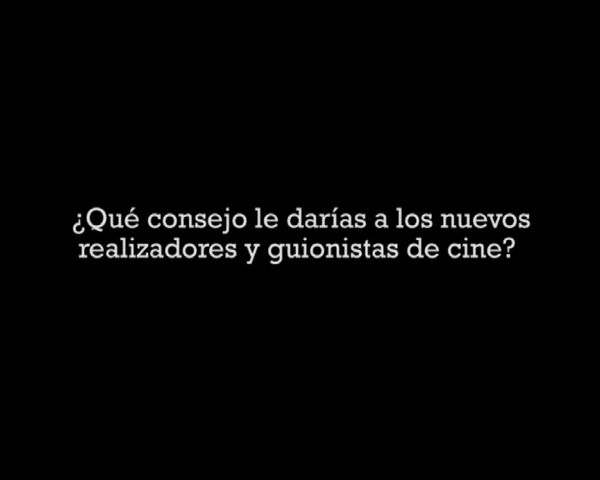 ¿Qué consejo le darías a los nuevos
realizadores y guionistas de cine?